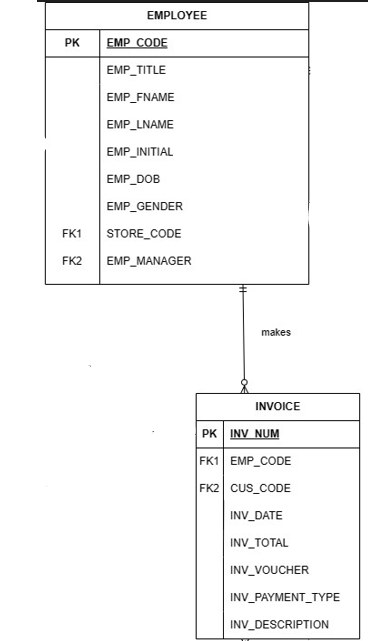 EMPLOYEE
PK EMP_CODE
EMP_TITLE
EMP_FNAME
EMP_LNAME
EMP_INITIAL
EMP_DOB
EMP_GENDER
FK1 STORE_CODE
FK2 EMP_MANAGER
makes
INVOICE
PK INV_NUM
FK1 EMP_CODE
FK2 CUS_CODE
INV_DATE
INV_TOTAL
INV_VOUCHER
INV_PAYMENT_TYPE
INV_DESCRIPTION